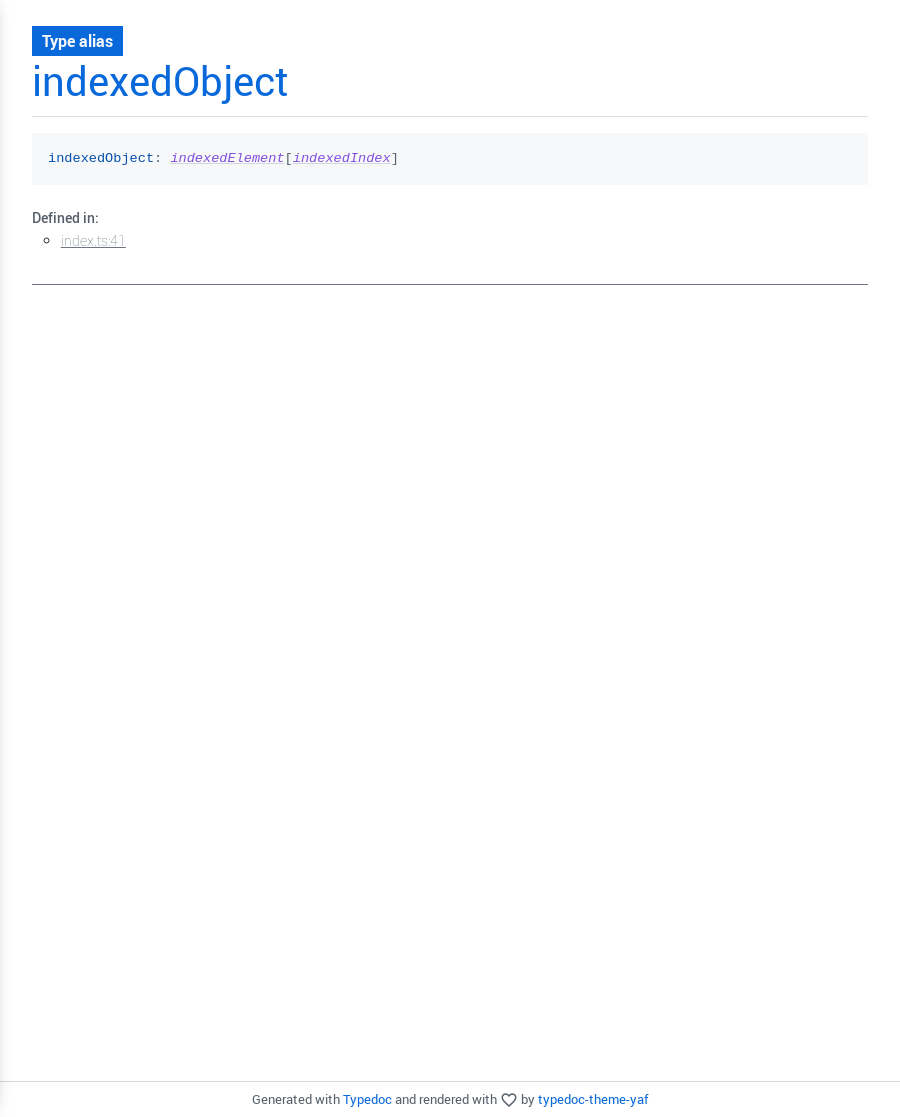 Type alias
indexedObject
indexedObject: indexedElement[indexedIndex]
Defined in:
index.ts:41
Generated with Typedoc and rendered with by typedoc-theme-yaf